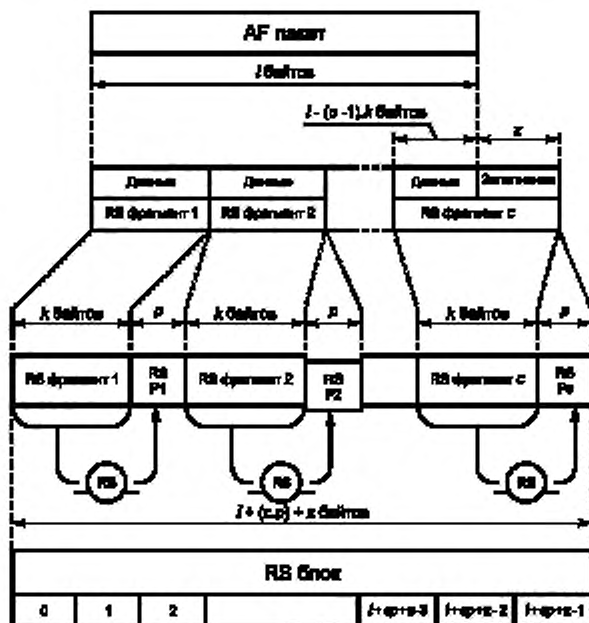 AF пакет
l байтов
l - (c -1).k байтов
z
Данные Данные Данные Заполнение
RS фрагмент 1 RS фрагмент 2 RS фрагмент c
k байтов p k байтов p k байтов p
RS фрагмент 1 RS P1 RS фрагмент 2 RS P2 RS фрагмент c RS Pc
RS RS RS
l + (c.p) + z байтов
RS блок
0 1 2 l+cp+z-3 l+cp+z-2 l+cp+z-1